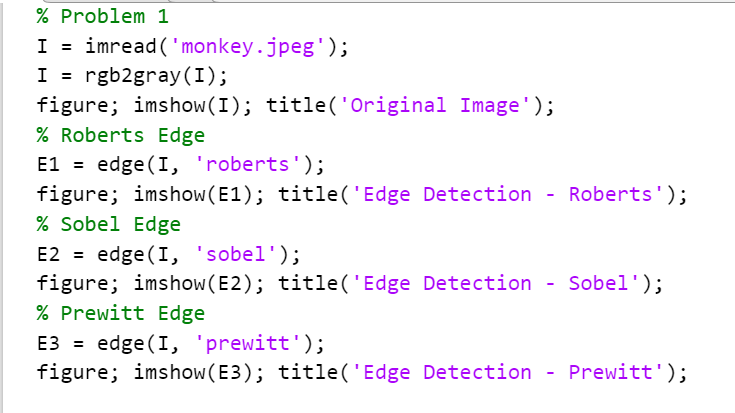 % Problem 1
I = imread('monkey.jpeg');
I = rgb2gray(I);
figure; imshow(I); title('Original Image');
% Roberts Edge
E1 = edge(I, 'roberts');
figure; imshow(E1); title('Edge Detection - Roberts');
% Sobel Edge
E2 = edge(I, 'sobel');
figure; imshow(E2); title('Edge Detection - Sobel');
% Prewitt Edge
E3 = edge(I, 'prewitt');
figure; imshow(E3); title('Edge Detection - Prewitt');